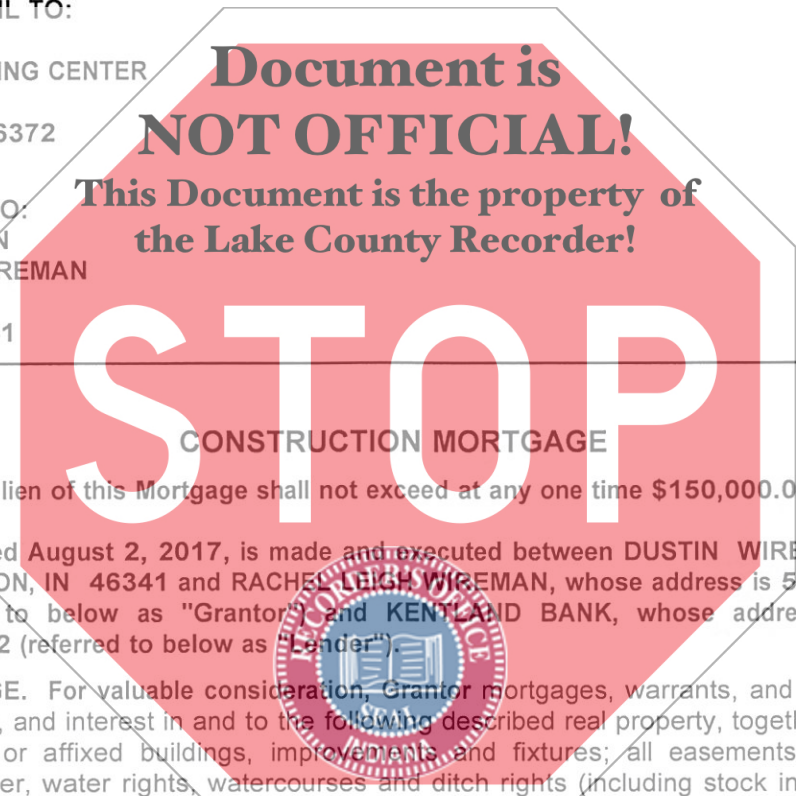 IL TO:
Document is
ING CENTER
NOT OFFICIAL!
6372
This Document is the property of
O:
the Lake County Recorder!
N
REMAN
1
STOP
CONSTRUCTION MORTGAGE
lien of this Mortgage shall not exceed at any one time $150,000.0
ed August 2, 2017, is made and executed between DUSTIN WIRE
ON, IN 46341 and RACHEL LEIGH WIREMAN, whose address is 5
to below as "Grantor") and KENTLAND BANK, whose addre
2 (referred to below as "Lender").
GE. For valuable consideration, Grantor mortgages, warrants, and
, and interest in and to the following described real property, togeth
or affixed buildings, improvements and fixtures; all easements
er, water rights, watercourses and ditch rights (including stock in
RECORDER'S OFFICE
SEAL
INDIANA